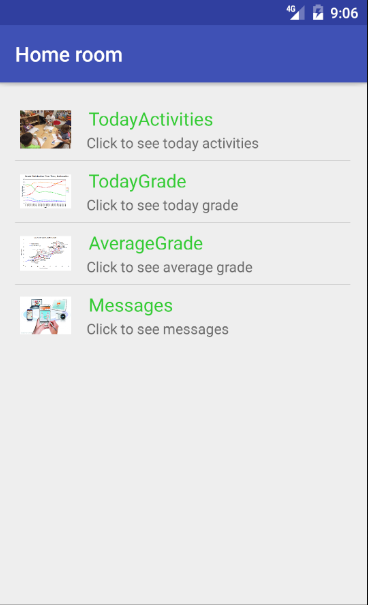 4G 9:06
Home room
TodayActivities
Click to see today activities
TodayGrade
Click to see today grade
AverageGrade
Click to see average grade
Messages
Click to see messages